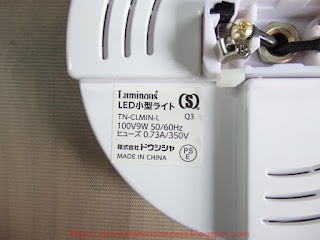 Luminous
LED小型ライト
TN-CLMIN-L
100V9W 50/60Hz
ヒューズ 0.73A/350V
株式会社ドウシシャ
MADE IN CHINA
S
Q3
PS
E